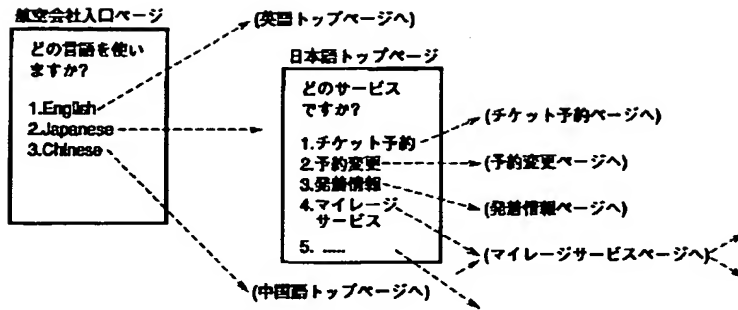 航空会社入口ページ
どの言語を使い
ますか?
1.English
2.Japanese
3.Chinese
(英語トップページへ)
日本語トップページ
どのサービス
ですか?
1.チケット予約
2.予約変更
3.発着情報
4.マイレージ
サービス
5. .....
(チケット予約ページへ)
(予約変更ページへ)
(発着情報ページへ)
(マイレージサービスページへ)
(中国語トップページへ)